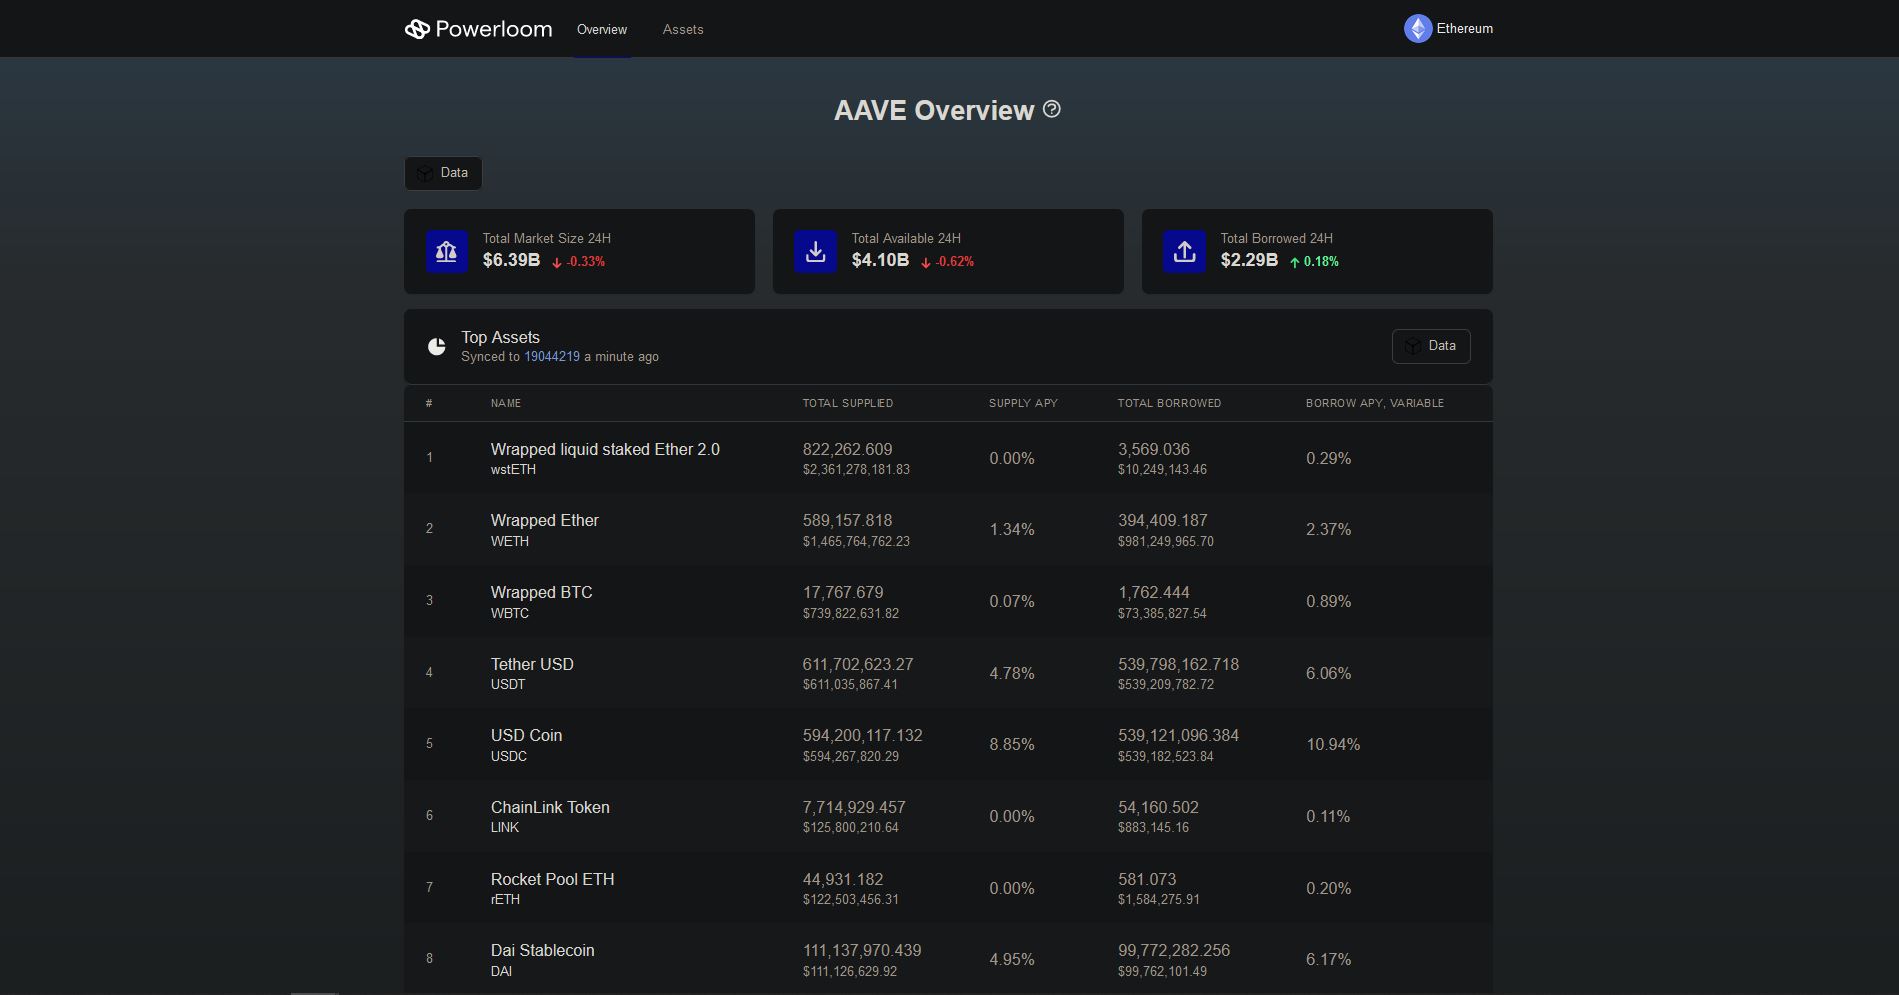 Powerloom Overview Assets Ethereum
AAVE Overview
Data
Total Market Size 24H
$6.39B -0.33%
Total Available 24H
$4.10B -0.62%
Total Borrowed 24H
$2.29B 0.18%
Top Assets
Synced to 19044219 a minute ago
Data
# NAME TOTAL SUPPLIED SUPPLY APY TOTAL BORROWED BORROW APY, VARIABLE
1 Wrapped liquid staked Ether 2.0 822,262.609 0.00% 3,569.036 0.29%
wstETH $2,361,278,181.83 $10,249,143.46
2 Wrapped Ether 589,157.818 1.34% 394,409.187 2.37%
WETH $1,465,764,762.23 $981,249,965.70
3 Wrapped BTC 17,767.679 0.07% 1,762.444 0.89%
WBTC $739,822,631.82 $73,385,827.54
4 Tether USD 611,702,623.27 4.78% 539,798,162.718 6.06%
USDT $611,035,867.41 $539,209,782.72
5 USD Coin 594,200,117.132 8.85% 539,121,096.384 10.94%
USDC $594,267,820.29 $539,182,523.84
6 ChainLink Token 7,714,929.457 0.00% 54,160.502 0.11%
LINK $125,800,210.64 $883,145.16
7 Rocket Pool ETH 44,931.182 0.00% 581.073 0.20%
rETH $122,503,456.31 $1,584,275.91
8 Dai Stablecoin 111,137,970.439 4.95% 99,772,282.256 6.17%
DAI $111,126,629.92 $99,762,101.49